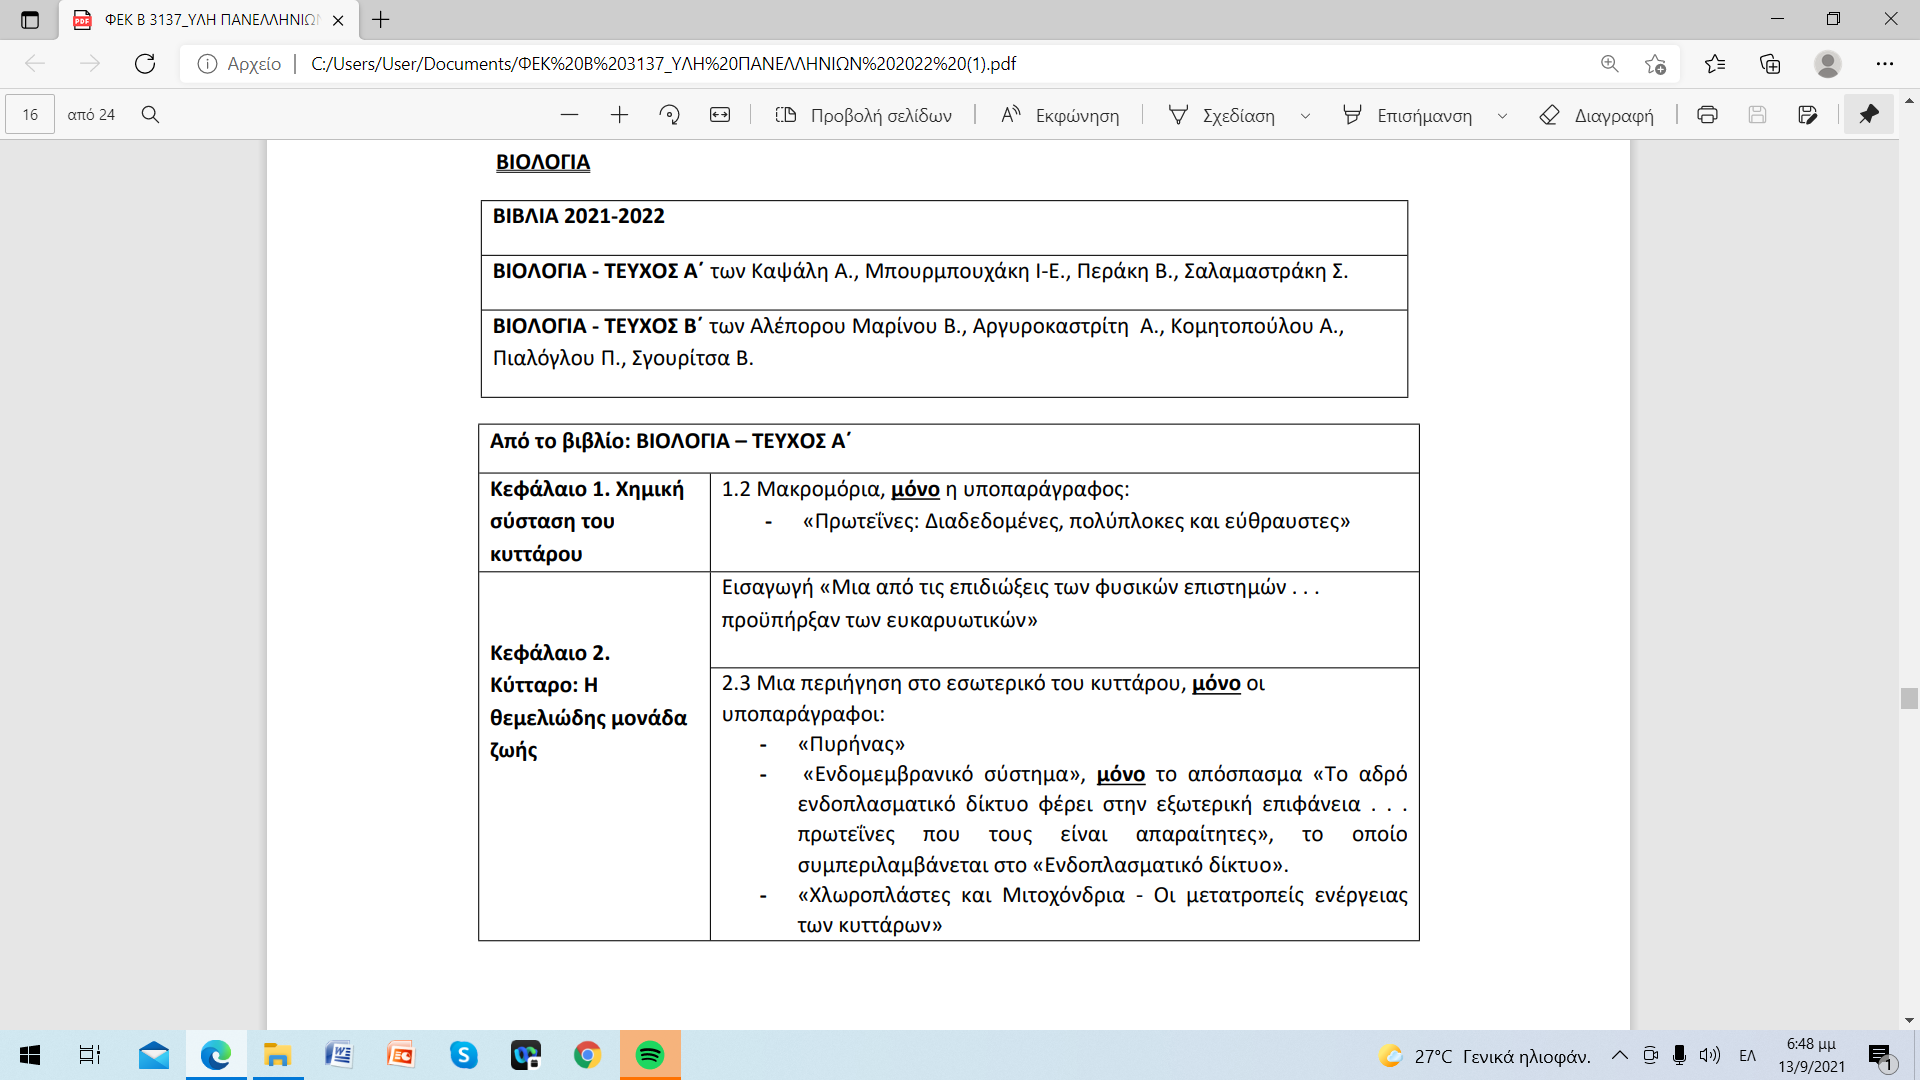 ΦΕΚ Β 3137_ΥΛΗ ΠΑΝΕΛΛΗΝΙΩΝ
Αρχείο | C:/Users/User/Documents/ΦΕΚ%20Β%203137_ΥΛΗ%20ΠΑΝΕΛΛΗΝΙΩΝ%202022%20(1).pdf
16 από 24 Προβολή σελίδων Εκφώνηση Σχεδίαση Επισήμανση Διαγραφή
ΒΙΟΛΟΓΙΑ
ΒΙΒΛΙΑ 2021-2022
ΒΙΟΛΟΓΙΑ - ΤΕΥΧΟΣ Α΄ των Καψάλη Α., Μπουρμπουχάκη Ι-Ε., Περάκη Β., Σαλαμαστράκη Σ.
ΒΙΟΛΟΓΙΑ - ΤΕΥΧΟΣ Β΄ των Αλέπορου Μαρίνου Β., Αργυροκαστρίτη Α., Κομητοπούλου Α.,
Πιαλόγλου Π., Σγουρίτσα Β.
Από το βιβλίο: ΒΙΟΛΟΓΙΑ – ΤΕΥΧΟΣ Α΄
Κεφάλαιο 1. Χημική
σύσταση του
κυττάρου
1.2 Μακρομόρια, μόνο η υποπαράγραφος:
- «Πρωτεΐνες: Διαδεδομένες, πολύπλοκες και εύθραυστες»
Κεφάλαιο 2.
Κύτταρο: Η
θεμελιώδης μονάδα
ζωής
Εισαγωγή «Μια από τις επιδιώξεις των φυσικών επιστημών . . .
προϋπήρξαν των ευκαρυωτικών»
2.3 Μια περιήγηση στο εσωτερικό του κυττάρου, μόνο οι
υποπαράγραφοι:
- «Πυρήνας»
- «Ενδομεμβρανικό σύστημα», μόνο το απόσπασμα «Το αδρό
ενδοπλασματικό δίκτυο φέρει στην εξωτερική επιφάνεια . . .
πρωτεΐνες που τους είναι απαραίτητες», το οποίο
συμπεριλαμβάνεται στο «Ενδοπλασματικό δίκτυο».
- «Χλωροπλάστες και Μιτοχόνδρια - Οι μετατροπείς ενέργειας
των κυττάρων»
27°C Γενικά ηλιοφάν. ΕΛ
6:48 μμ
13/9/2021
1